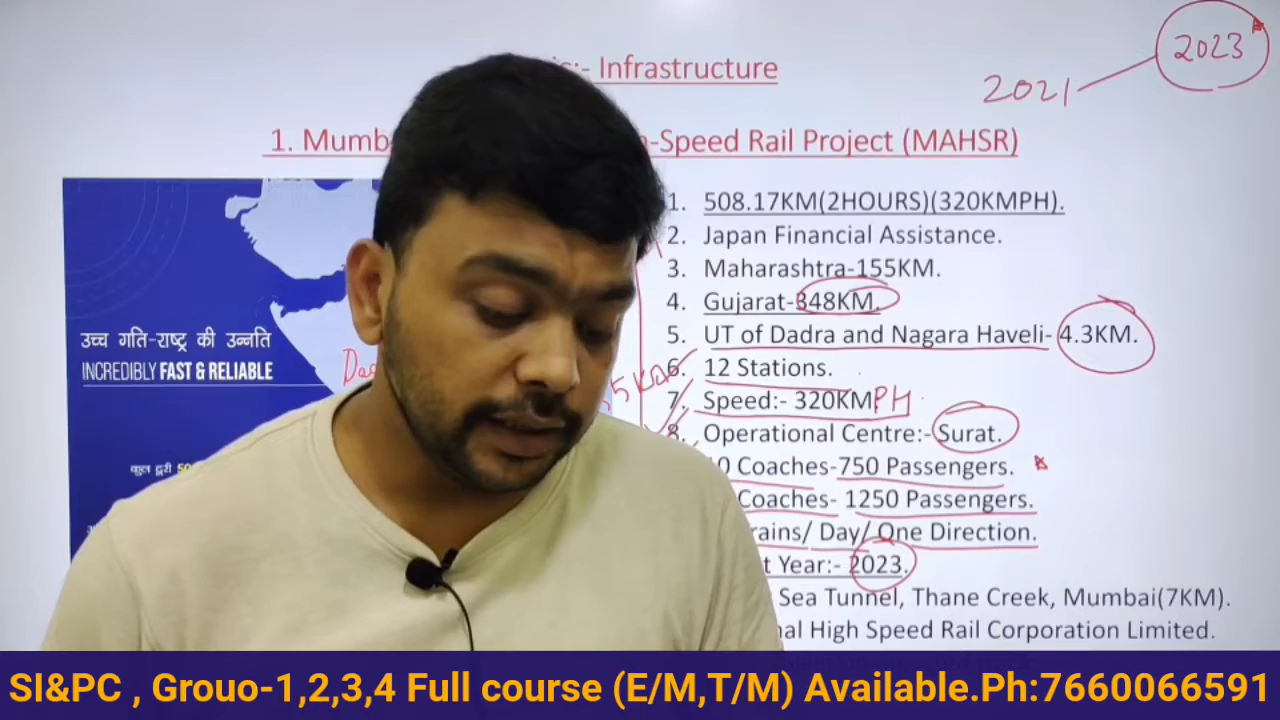 2023
2021
:- Infrastructure
1. Mumb -Speed Rail Project (MAHSR)
1. 508.17KM(2HOURS)(320KMPH).
2. Japan Financial Assistance.
3. Maharashtra-155KM.
4. Gujarat-348KM.
5. UT of Dadra and Nagara Haveli- 4.3KM.
6. 12 Stations.
7. Speed:- 320KMPH
8. Operational Centre:- Surat.
0 Coaches-750 Passengers.
Coaches- 1250 Passengers.
rains/ Day/ One Direction.
t Year:- 2023.
Sea Tunnel, Thane Creek, Mumbai(7KM).
nal High Speed Rail Corporation Limited.
उच्च गति-राष्ट्र की उन्नति
INCREDIBLY FAST & RELIABLE
कुल दूरी 50
SI&PC , Grouo-1,2,3,4 Full course (E/M,T/M) Available.Ph:7660066591